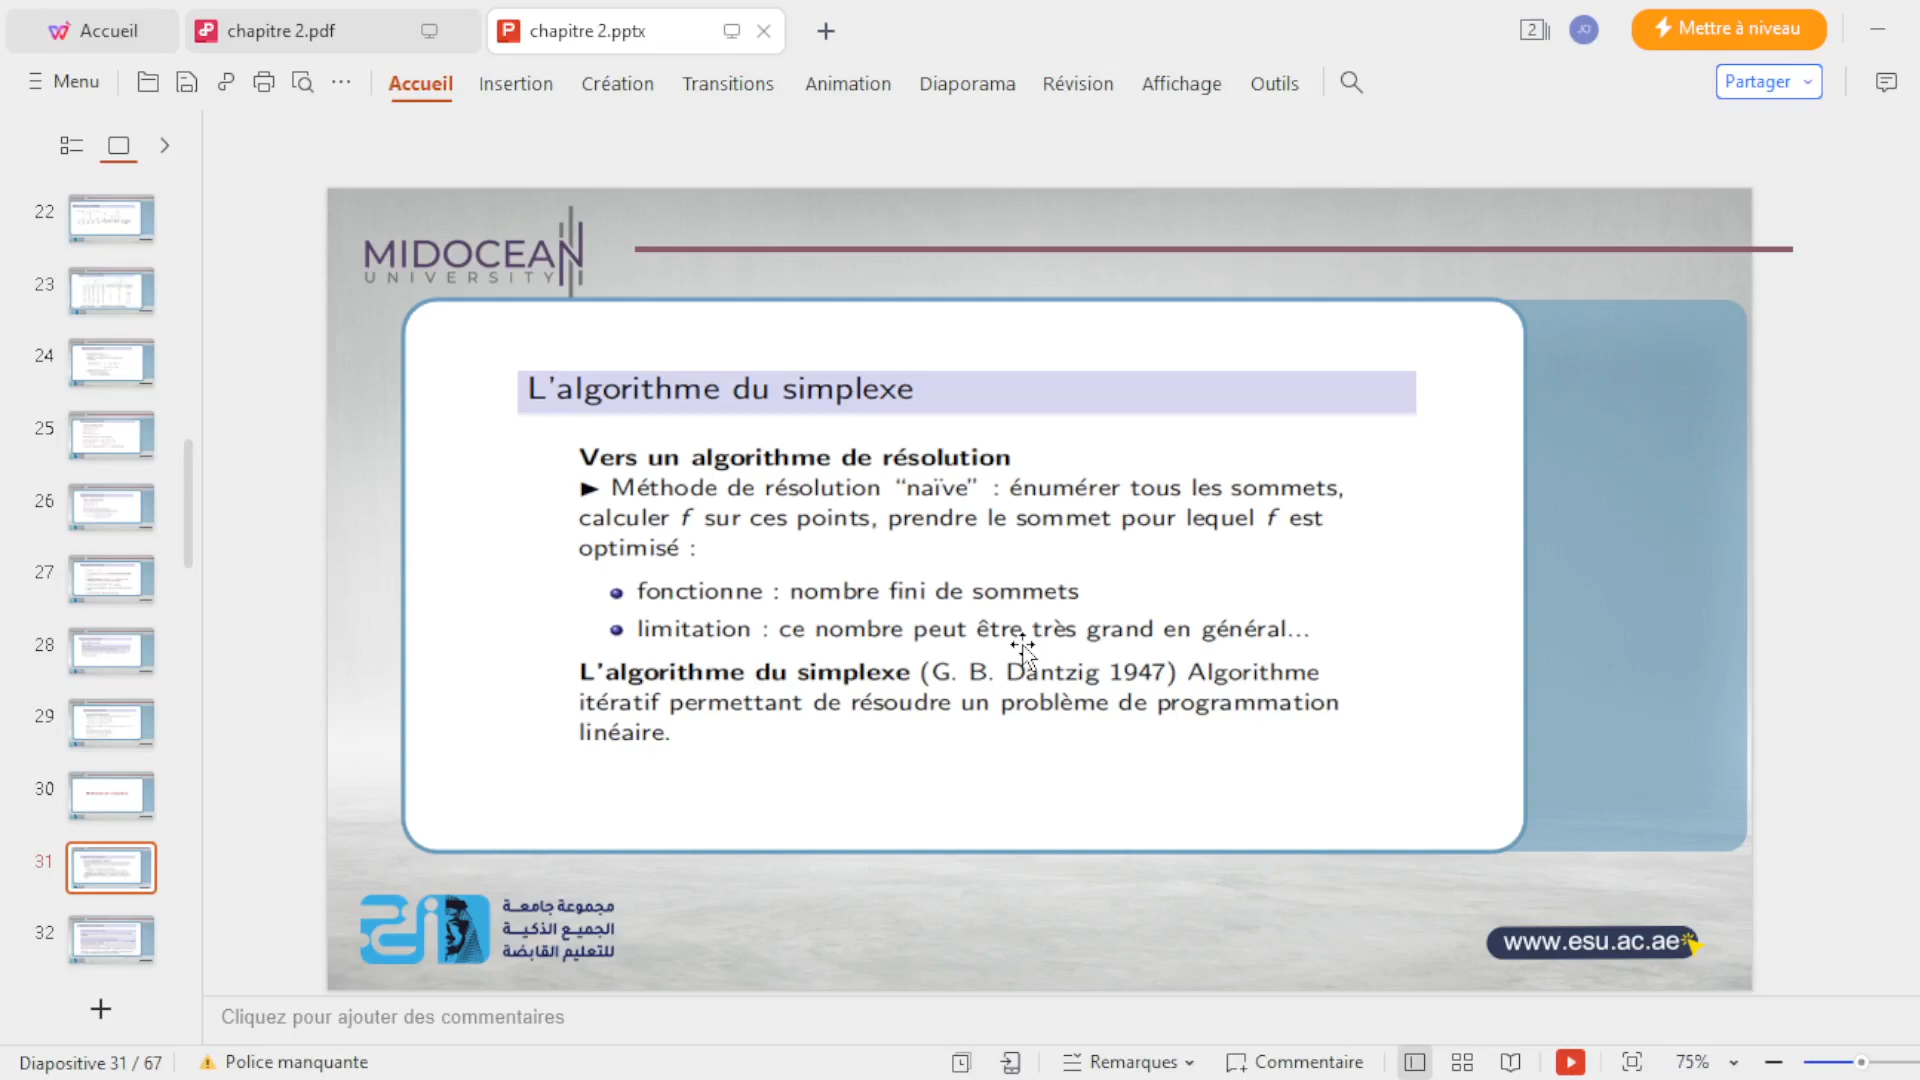 Accueil
chapitre 2.pdf
chapitre 2.pptx
2
JO
Mettre à niveau
Menu
Accueil
Insertion
Création
Transitions
Animation
Diaporama
Révision
Affichage
Outils
Partager
22
23
24
25
26
27
28
29
30
31
32
MIDOCEAN
UNIVERSITY
L'algorithme du simplexe
Vers un algorithme de résolution
► Méthode de résolution “naïve” : énumérer tous les sommets,
calculer f sur ces points, prendre le sommet pour lequel f est
optimisé :
fonctionne : nombre fini de sommets
limitation : ce nombre peut être très grand en général...
L'algorithme du simplexe (G. B. Dantzig 1947) Algorithme
itératif permettant de résoudre un problème de programmation
linéaire.
مجموعة جامعة
الجميع الذكية
للتعليم القابضة
www.esu.ac.ae
Cliquez pour ajouter des commentaires
Diapositive 31 / 67
Police manquante
Remarques
Commentaire
75%